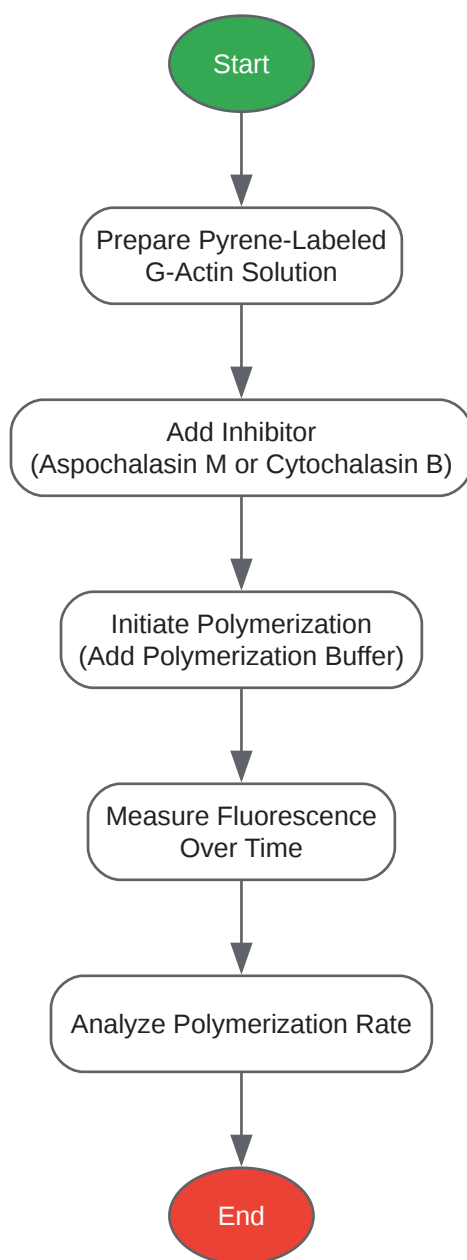 Start
Prepare Pyrene-Labeled
G-Actin Solution
Add Inhibitor
(Aspochalasin M or Cytochalasin B)
Initiate Polymerization
(Add Polymerization Buffer)
Measure Fluorescence
Over Time
Analyze Polymerization Rate
End